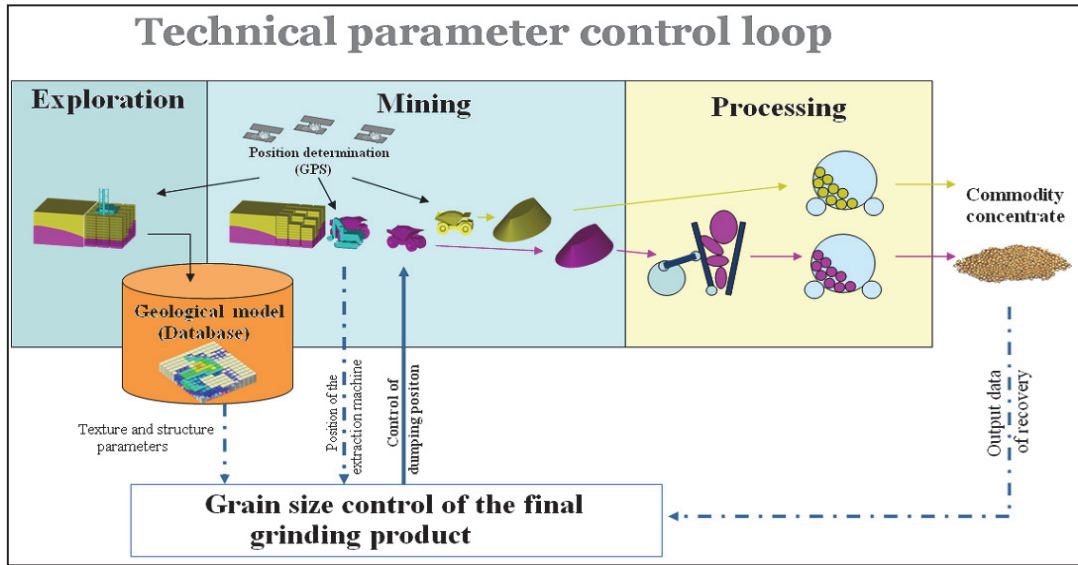 Technical parameter control loop
Exploration
Mining
Processing
Position determination
(GPS)
Commodity
concentrate
Geological model
(Database)
Texture and structure
parameters
Position of the
extraction machine
Control of
dumping positon
Output data
of recovery
Grain size control of the final
grinding product